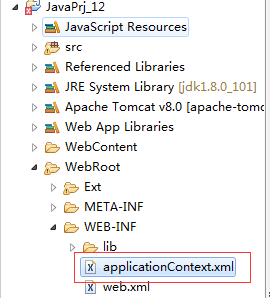 JavaPrj_12
JavaScript Resources
src
Referenced Libraries
JRE System Library [jdk1.8.0_101]
Apache Tomcat v8.0 [apache-tomc
Web App Libraries
WebContent
WebRoot
Ext
META-INF
WEB-INF
lib
applicationContext.xml
web.xml